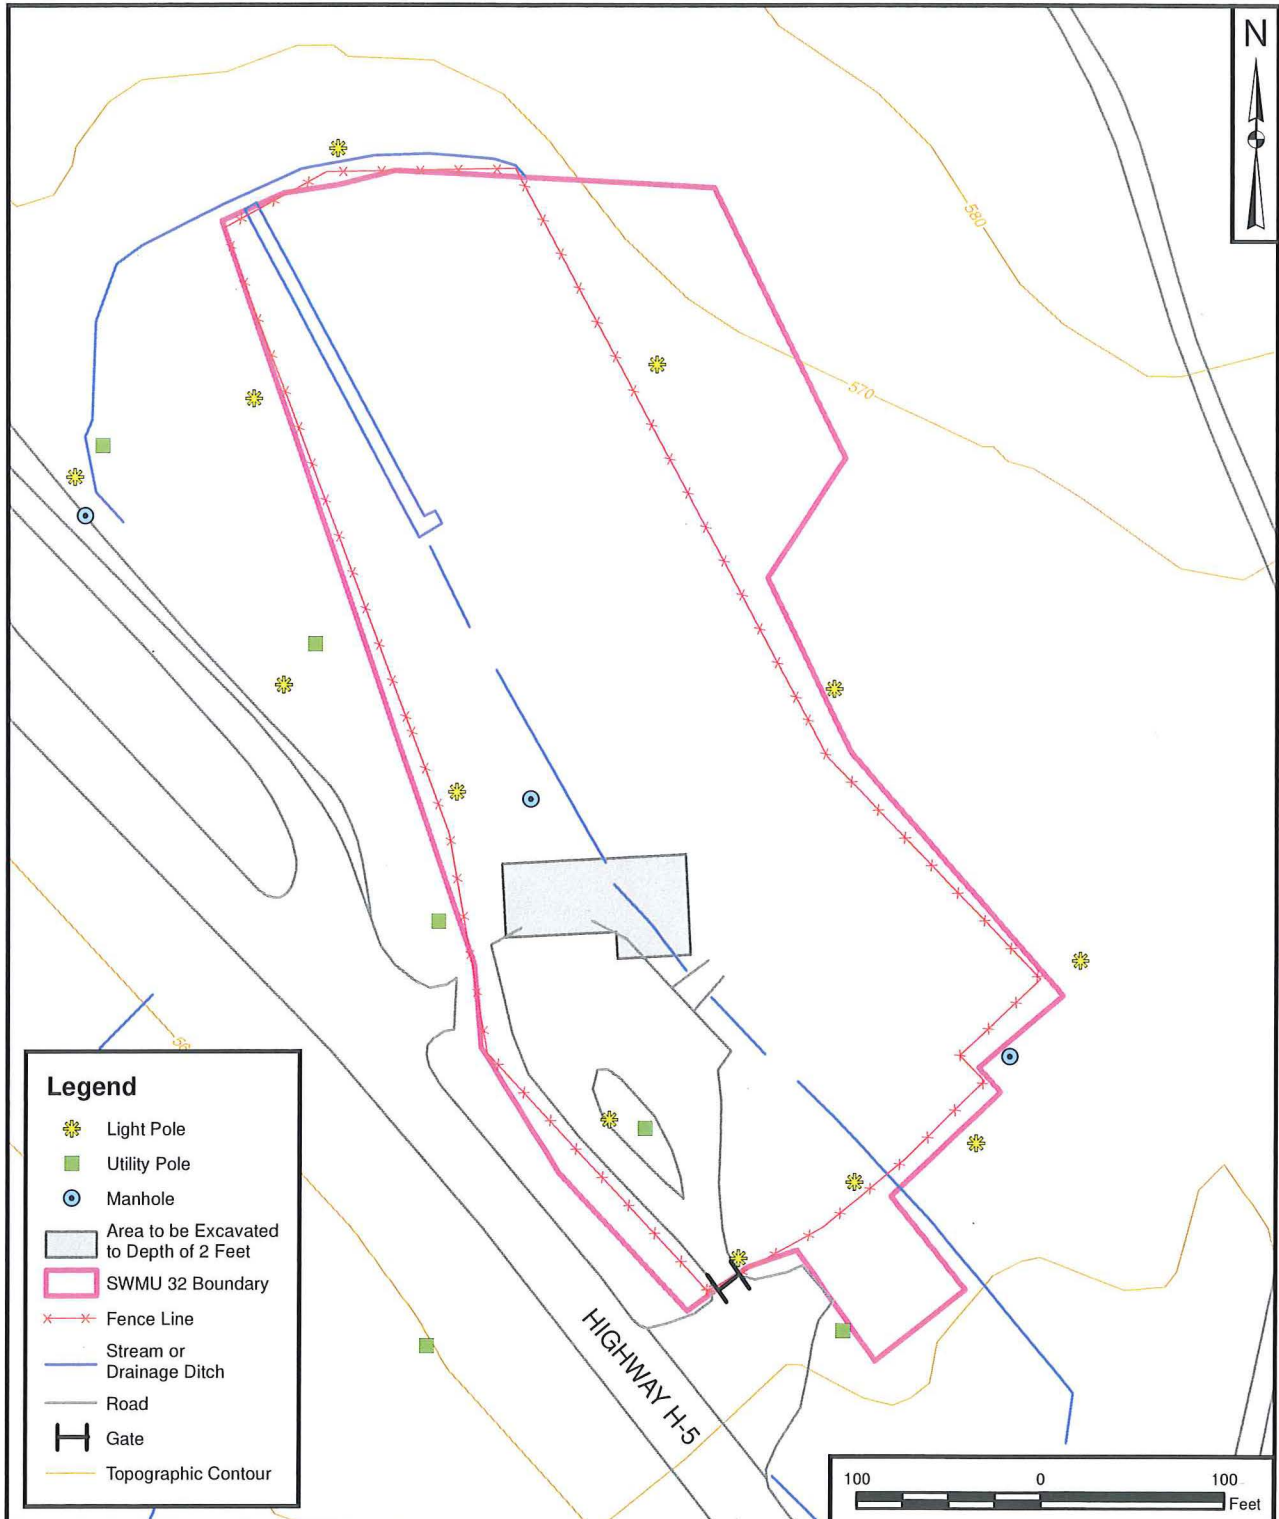 N
580
570
56
HIGHWAY H-5
Legend
Light Pole
Utility Pole
Manhole
Area to be Excavated
to Depth of 2 Feet
SWMU 32 Boundary
Fence Line
Stream or
Drainage Ditch
Road
Gate
Topographic Contour
100 0 100
Feet